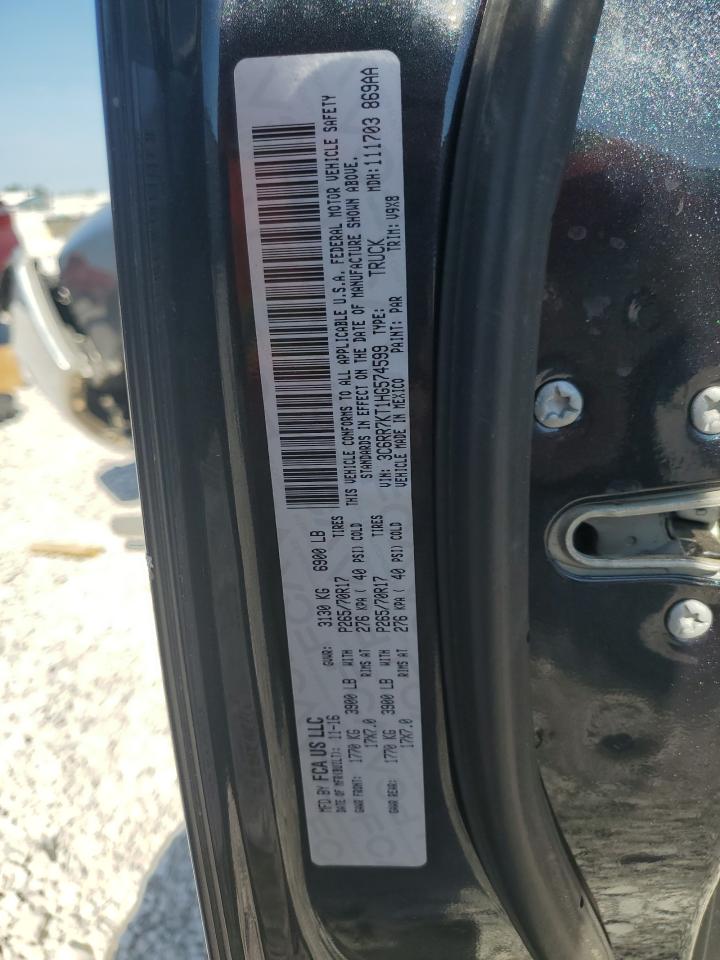 MFD BY FCA US LLC
DATE OF MFR(BUILT): 11-16 GVWR: 3130 KG 6900 LB
GAWR FRONT: 1770 KG 3900 LB WITH P265/70R17 TIRES
17X7.0 RIMS AT 276 KPA ( 40 PSI) COLD
GAWR REAR: 1770 KG 3900 LB WITH P265/70R17 TIRES
17X7.0 RIMS AT 276 KPA ( 40 PSI) COLD
THIS VEHICLE CONFORMS TO ALL APPLICABLE U.S.A. FEDERAL MOTOR VEHICLE SAFETY
STANDARDS IN EFFECT ON THE DATE OF MANUFACTURE SHOWN ABOVE.
VIN: 3C6RR7KT1HG574599 TYPE: TRUCK MDH: 111703 869AA
VEHICLE MADE IN MEXICO PAINT: PAR TRIM: V9X8